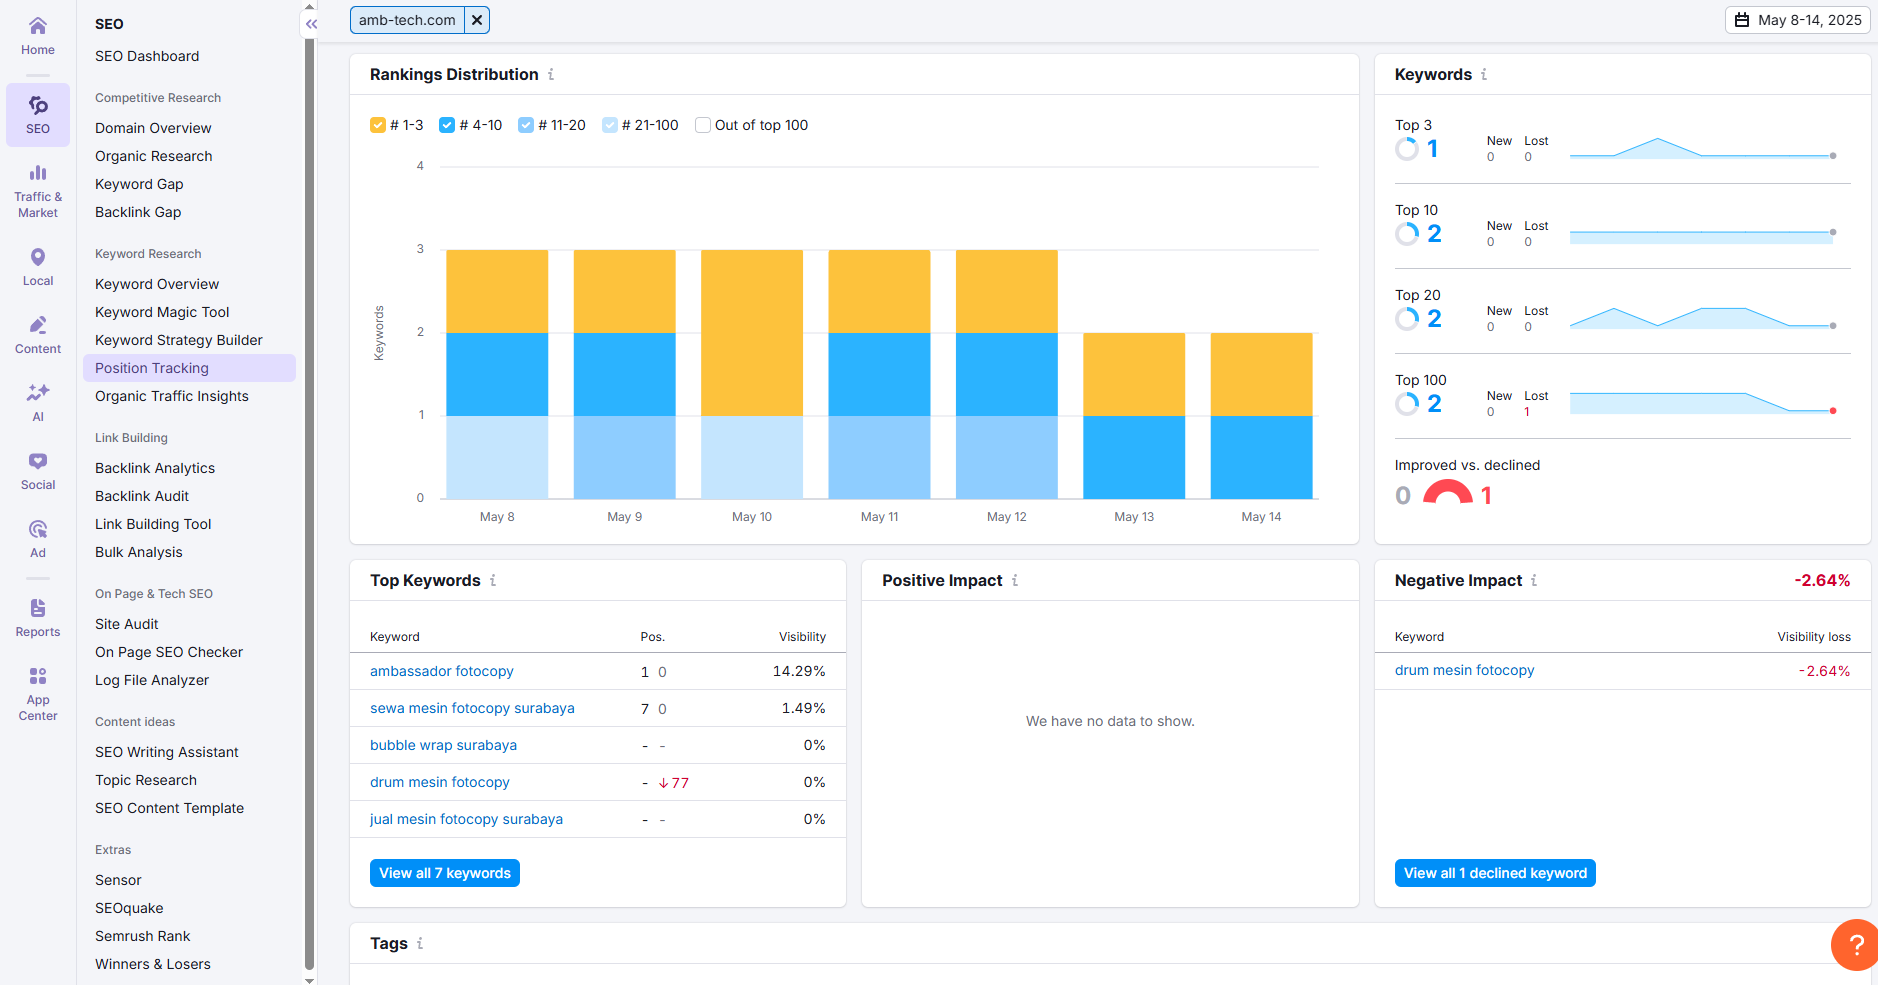 Home
SEO
Traffic &
Market
Local
Content
AI
Social
Ad
Reports
App
Center
SEO
SEO Dashboard
Competitive Research
Domain Overview
Organic Research
Keyword Gap
Backlink Gap
Keyword Research
Keyword Overview
Keyword Magic Tool
Keyword Strategy Builder
Position Tracking
Organic Traffic Insights
Link Building
Backlink Analytics
Backlink Audit
Link Building Tool
Bulk Analysis
On Page & Tech SEO
Site Audit
On Page SEO Checker
Log File Analyzer
Content ideas
SEO Writing Assistant
Topic Research
SEO Content Template
Extras
Sensor
SEOquake
Semrush Rank
Winners & Losers
amb-tech.com
May 8-14, 2025
Rankings Distribution i
# 1-3 # 4-10 # 11-20 # 21-100 Out of top 100
Keywords
4
3
2
1
0
May 8 May 9 May 10 May 11 May 12 May 13 May 14
Keywords i
Top 3
1 New 0 Lost 0
Top 10
2 New 0 Lost 0
Top 20
2 New 0 Lost 0
Top 100
2 New 0 Lost 1
Improved vs. declined
0 1
Top Keywords i
Keyword Pos. Visibility
ambassador fotocopy 1 0 14.29%
sewa mesin fotocopy surabaya 7 0 1.49%
bubble wrap surabaya - - 0%
drum mesin fotocopy - ↓77 0%
jual mesin fotocopy surabaya - - 0%
View all 7 keywords
Positive Impact i
We have no data to show.
Negative Impact i -2.64%
Keyword Visibility loss
drum mesin fotocopy -2.64%
View all 1 declined keyword
Tags i
?